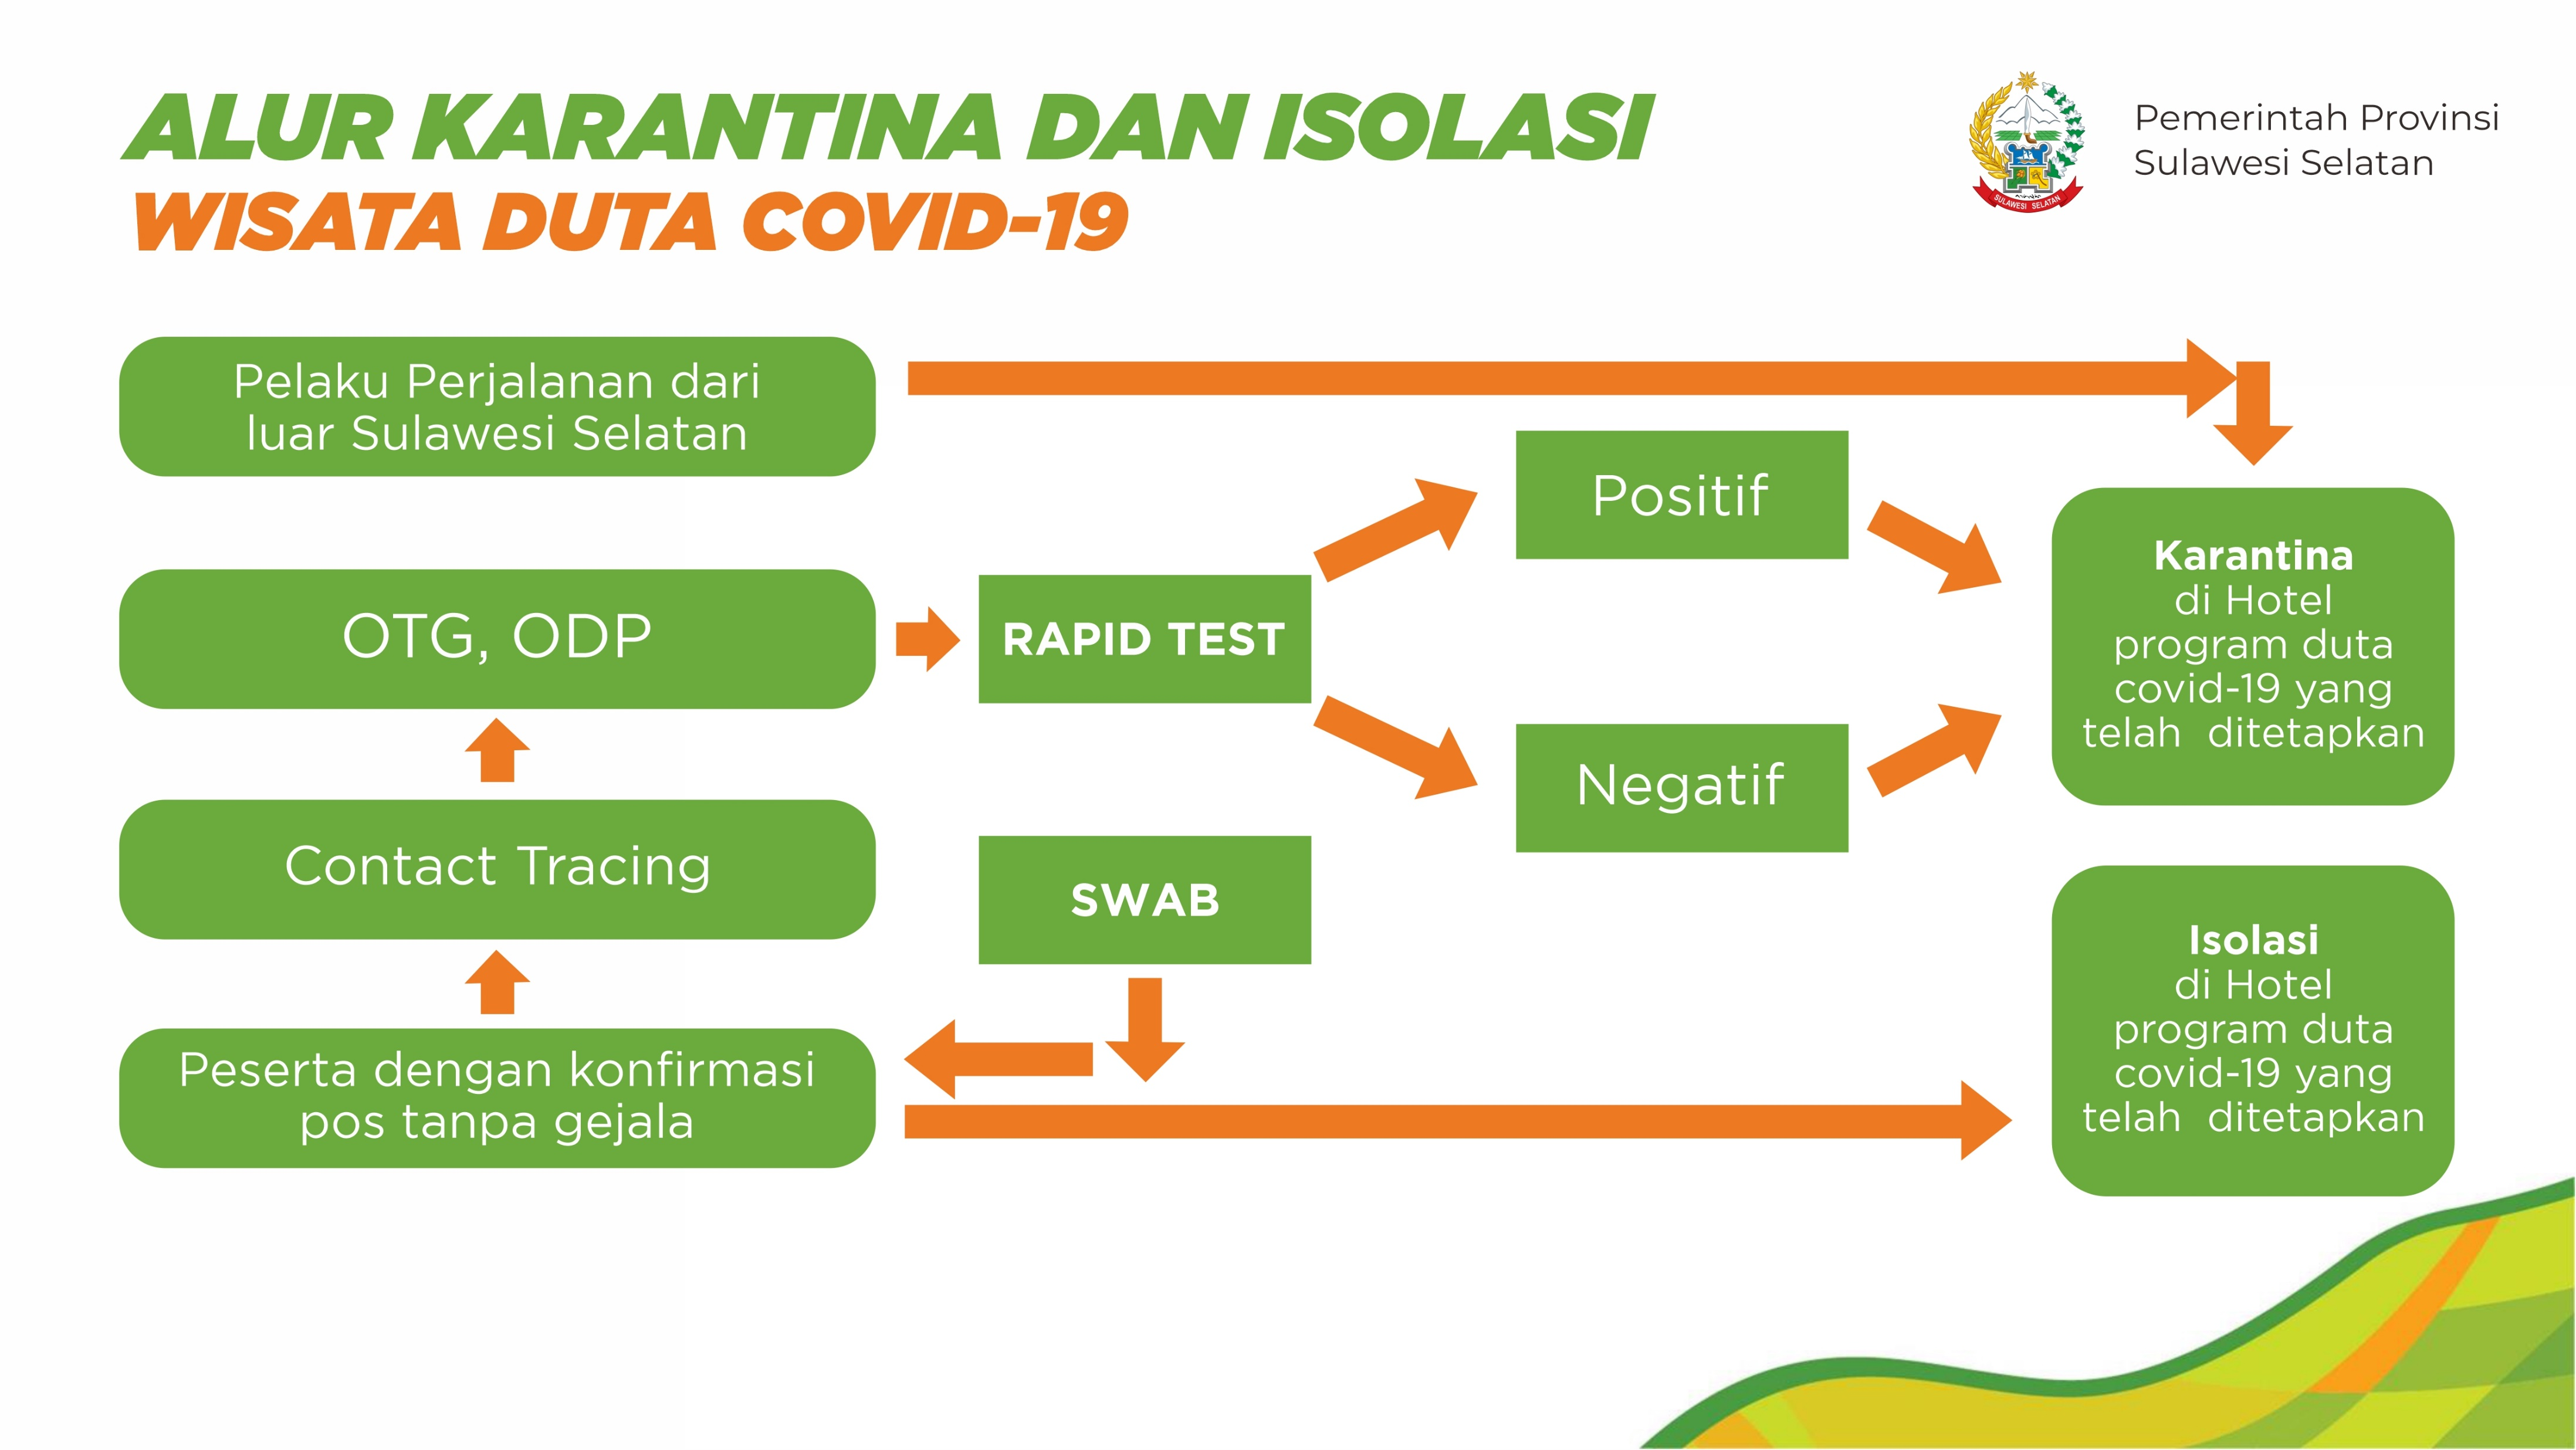 ALUR KARANTINA DAN ISOLASI
WISATA DUTA COVID-19
Pemerintah Provinsi
Sulawesi Selatan
SULAWESI SELATAN
Pelaku Perjalanan dari
luar Sulawesi Selatan
OTG, ODP
Contact Tracing
Peserta dengan konfirmasi
pos tanpa gejala
RAPID TEST
SWAB
Positif
Negatif
Karantina
di Hotel
program duta
covid-19 yang
telah ditetapkan
Isolasi
di Hotel
program duta
covid-19 yang
telah ditetapkan